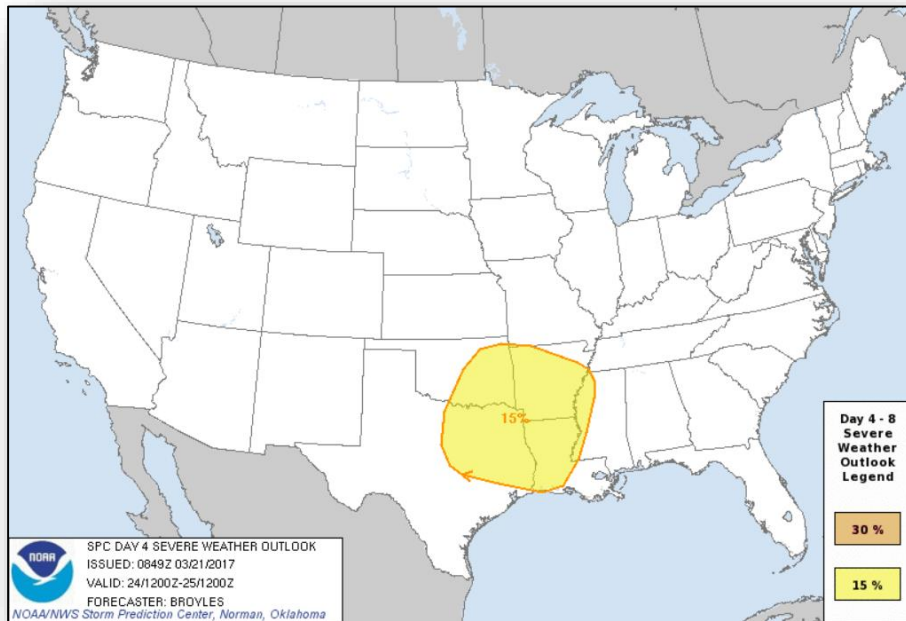 15%
Day 4 - 8
Severe
Weather
Outlook
Legend
30 %
15 %
NOAA
SPC DAY 4 SEVERE WEATHER OUTLOOK
ISSUED: 0849Z 03/21/2017
VALID: 24/1200Z-25/1200Z
FORECASTER: BROYLES
NOAA/NWS Storm Prediction Center, Norman, Oklahoma